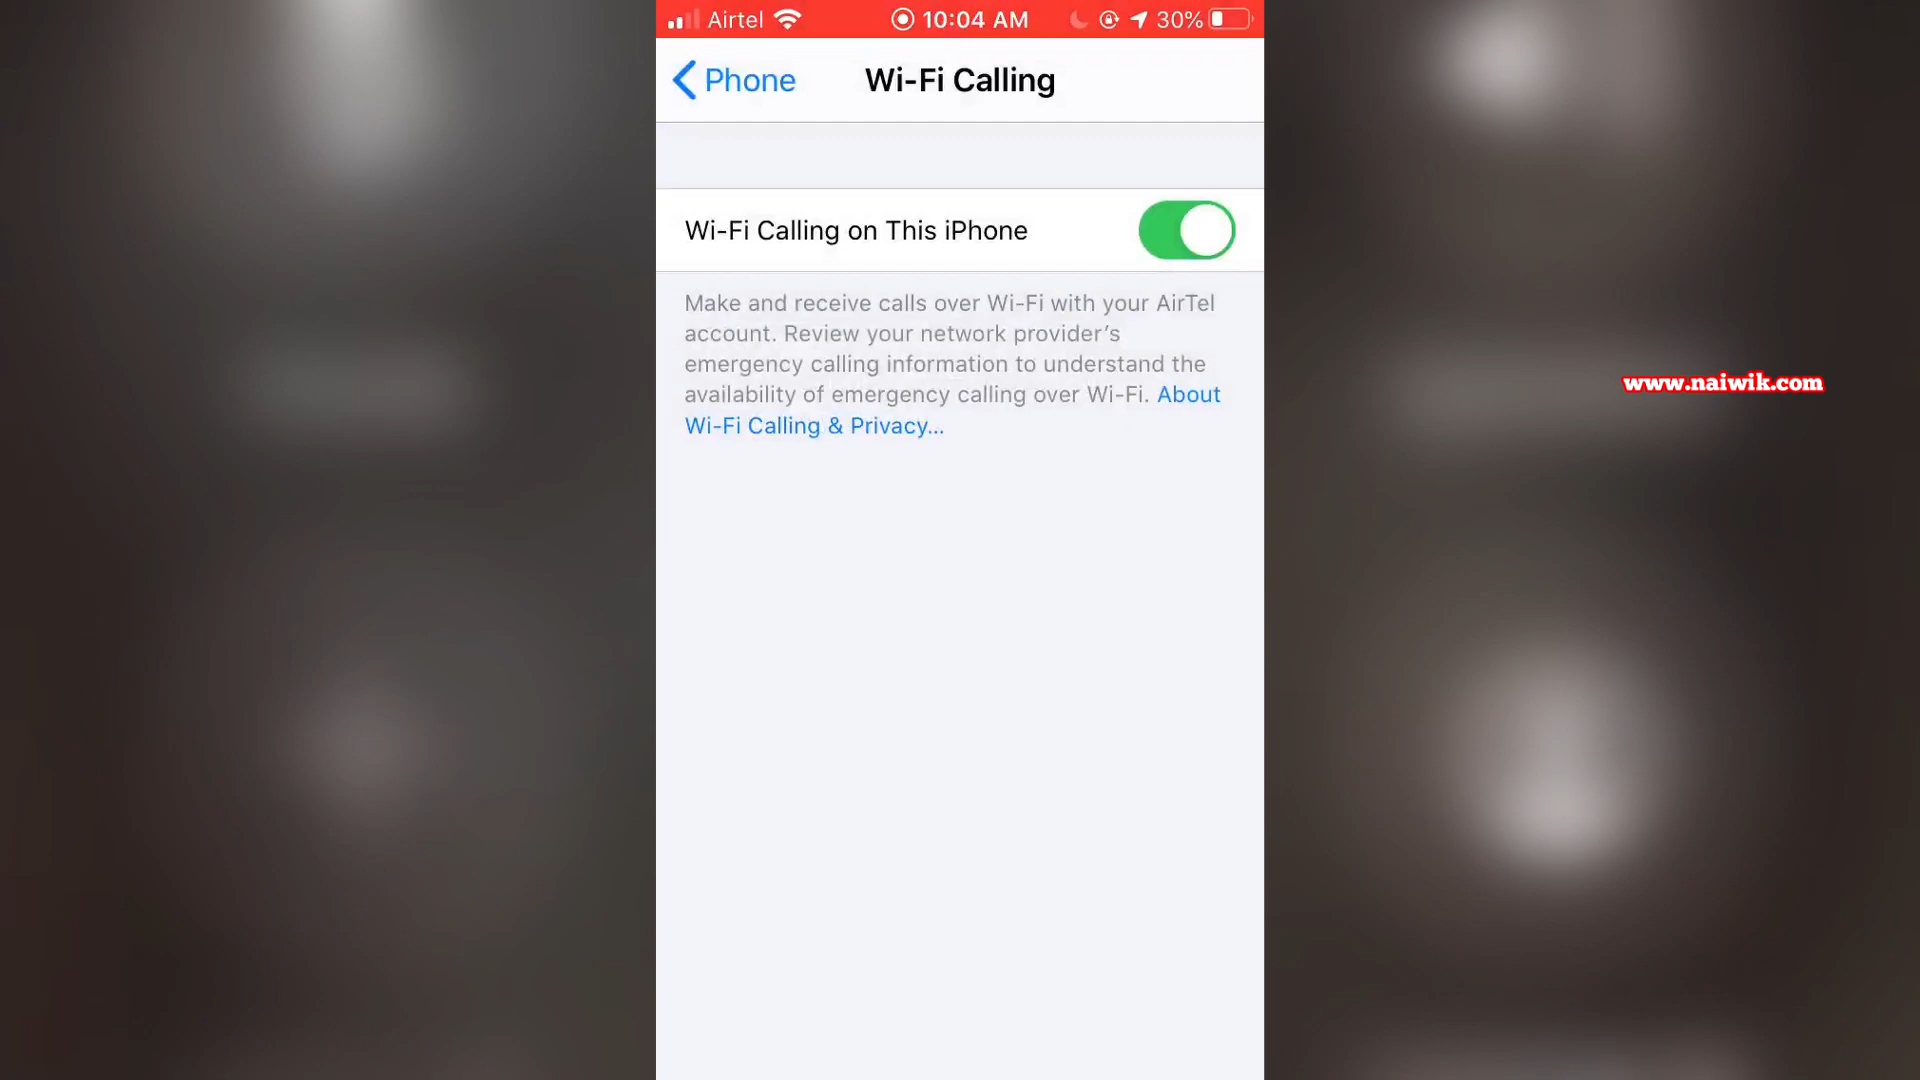 Airtel 10:04 AM 30%
Phone Wi-Fi Calling
Wi-Fi Calling on This iPhone
Make and receive calls over Wi-Fi with your AirTel
account. Review your network provider’s
emergency calling information to understand the
availability of emergency calling over Wi-Fi. About
Wi-Fi Calling & Privacy...
www.naiwik.com